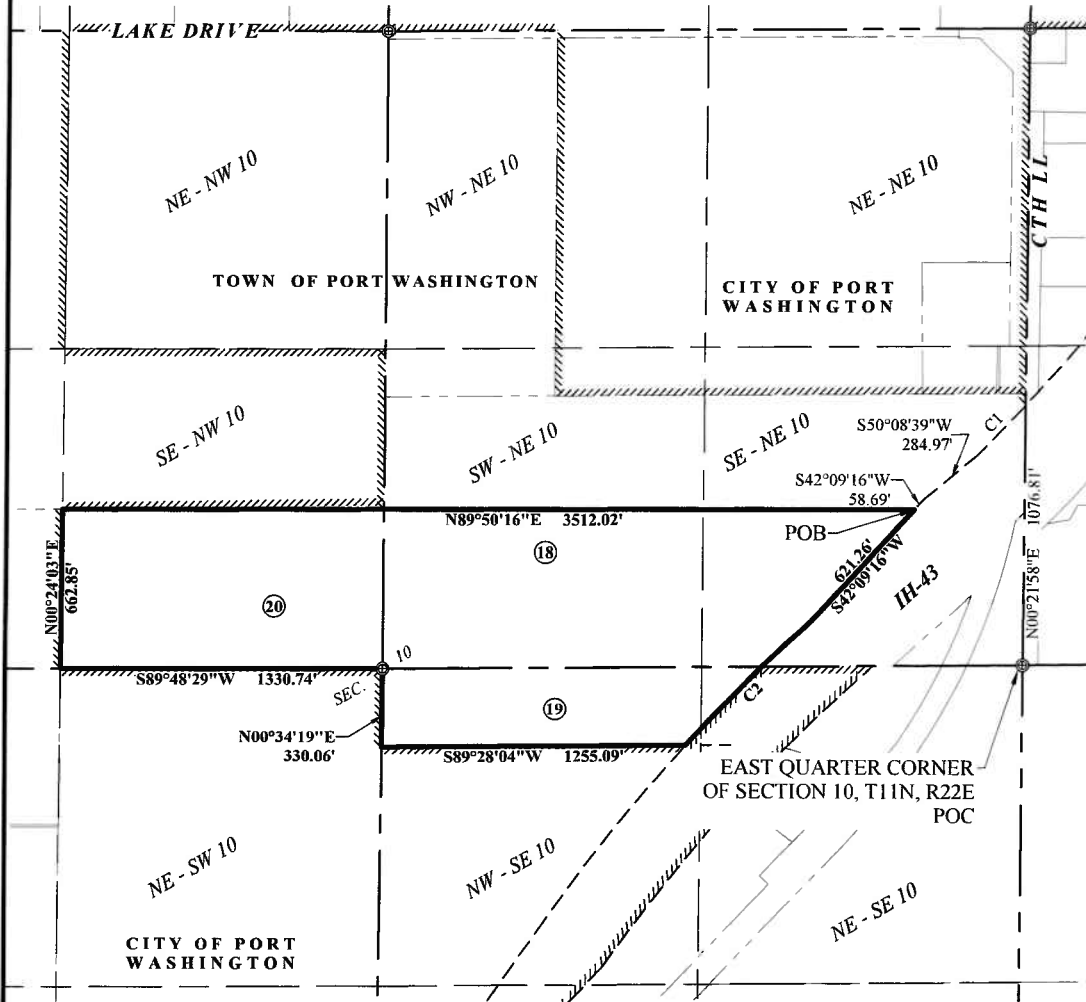 LAKE DRIVE
NE - NW 10
NW - NE 10
NE - NE 10
CTH LL
TOWN OF PORT WASHINGTON
CITY OF PORT
WASHINGTON
SE - NW 10
SW - NE 10
SE - NE 10
S50°08'39"W
284.97'
C1
S42°09'16"W
58.69'
N89°50'16"E 3512.02'
POB
18
621.26'
S42°09'16"W
IH-43
N00°21'58"E 1076.81'
N00°24'03"E
662.85'
20
S89°48'29"W 1330.74'
SEC. 10
N00°34'19"E
330.06'
19
C2
S89°28'04"W 1255.09'
EAST QUARTER CORNER
OF SECTION 10, T11N, R22E
POC
NE - SW 10
NW - SE 10
NE - SE 10
CITY OF PORT
WASHINGTON